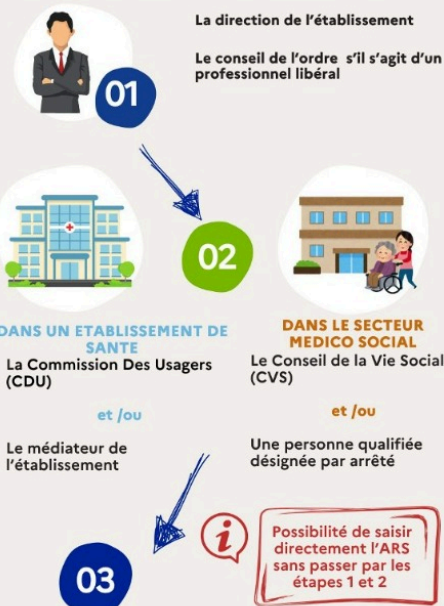 La direction de l'établissement
Le conseil de l'ordre s'il s'agit d'un
professionnel libéral
01
02
DANS UN ETABLISSEMENT DE
SANTE
La Commission Des Usagers
(CDU)
et /ou
Le médiateur de
l'établissement
DANS LE SECTEUR
MEDICO SOCIAL
Le Conseil de la Vie Social
(CVS)
et /ou
Une personne qualifiée
désignée par arrêté
i
Possibilité de saisir
directement l'ARS
sans passer par les
étapes 1 et 2
03